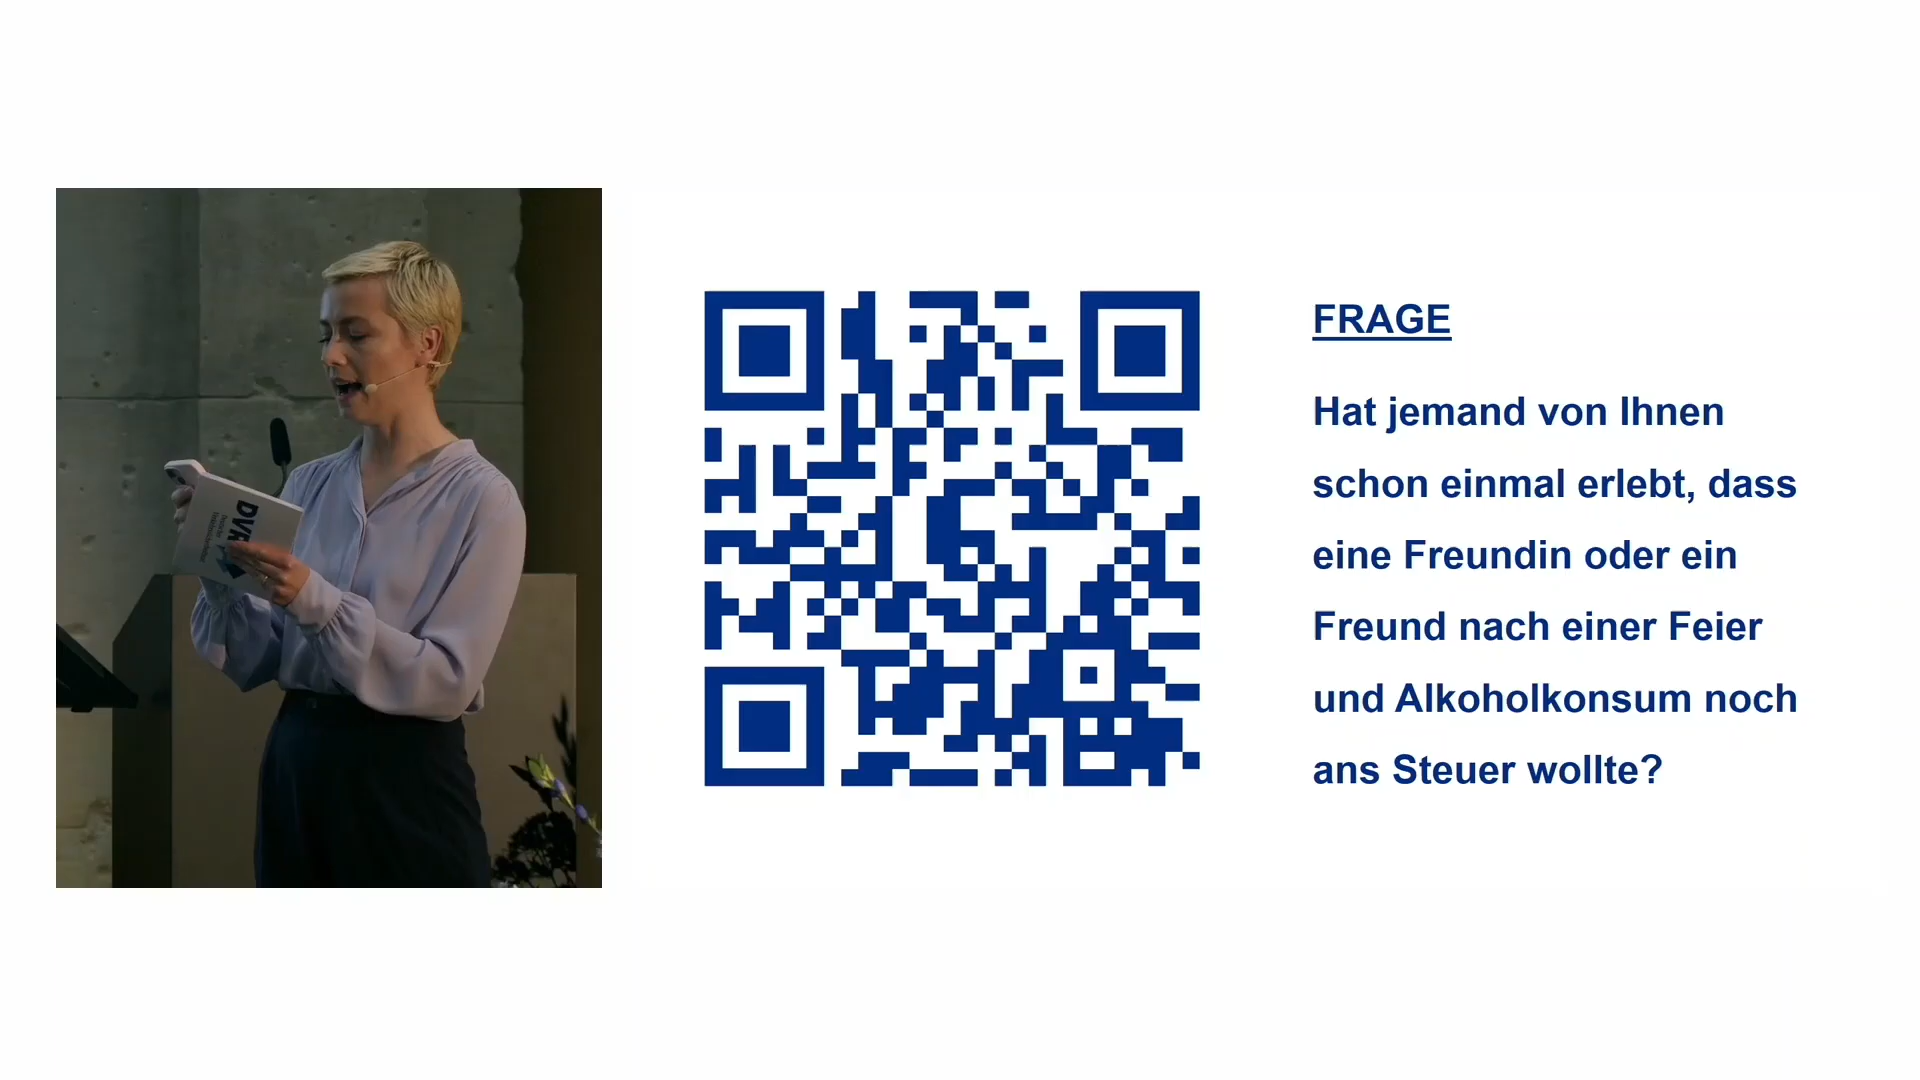 DVR
FRAGE
Hat jemand von Ihnen
schon einmal erlebt, dass
eine Freundin oder ein
Freund nach einer Feier
und Alkoholkonsum noch
ans Steuer wollte?